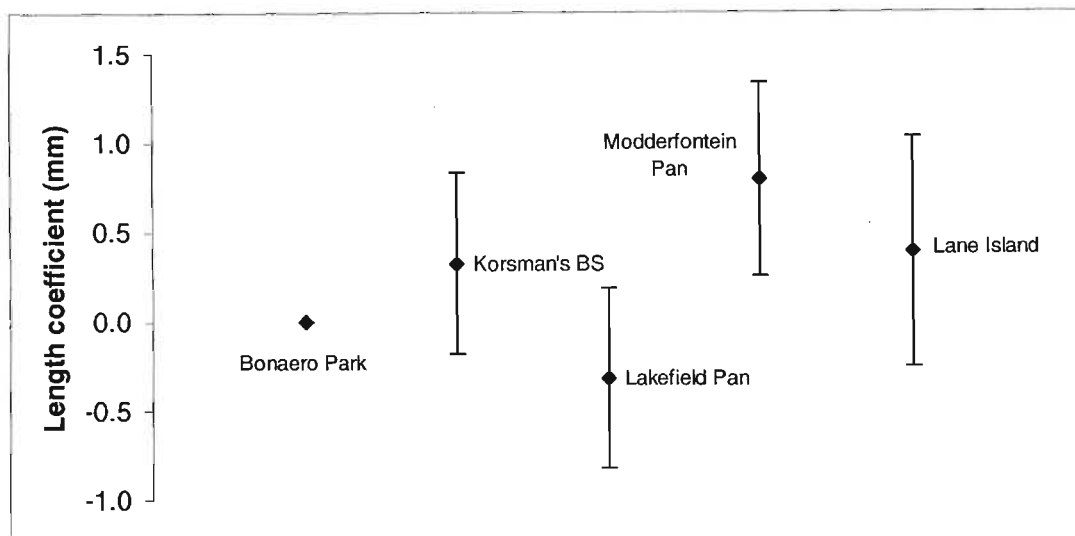 Length coefficient (mm)
1.5
1.0
0.5
0.0
-0.5
-1.0
Bonaero Park
Korsman's BS
Lakefield Pan
Modderfontein
Pan
Lane Island